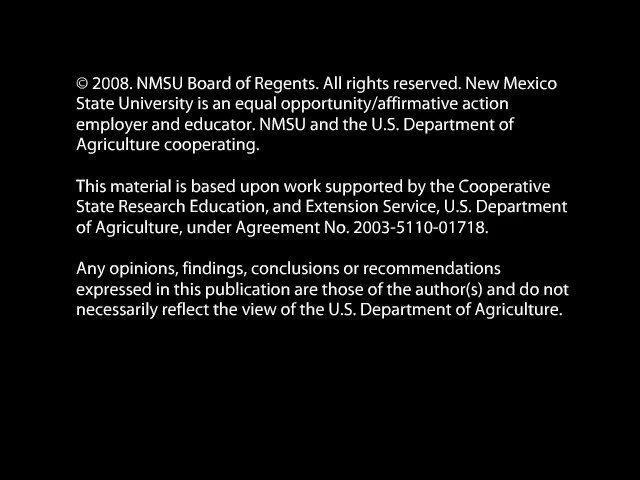 © 2008. NMSU Board of Regents. All rights reserved. New Mexico
State University is an equal opportunity/affirmative action
employer and educator. NMSU and the U.S. Department of
Agriculture cooperating.
This material is based upon work supported by the Cooperative
State Research Education, and Extension Service, U.S. Department
of Agriculture, under Agreement No. 2003-5110-01718.
Any opinions, findings, conclusions or recommendations
expressed in this publication are those of the author(s) and do not
necessarily reflect the view of the U.S. Department of Agriculture.